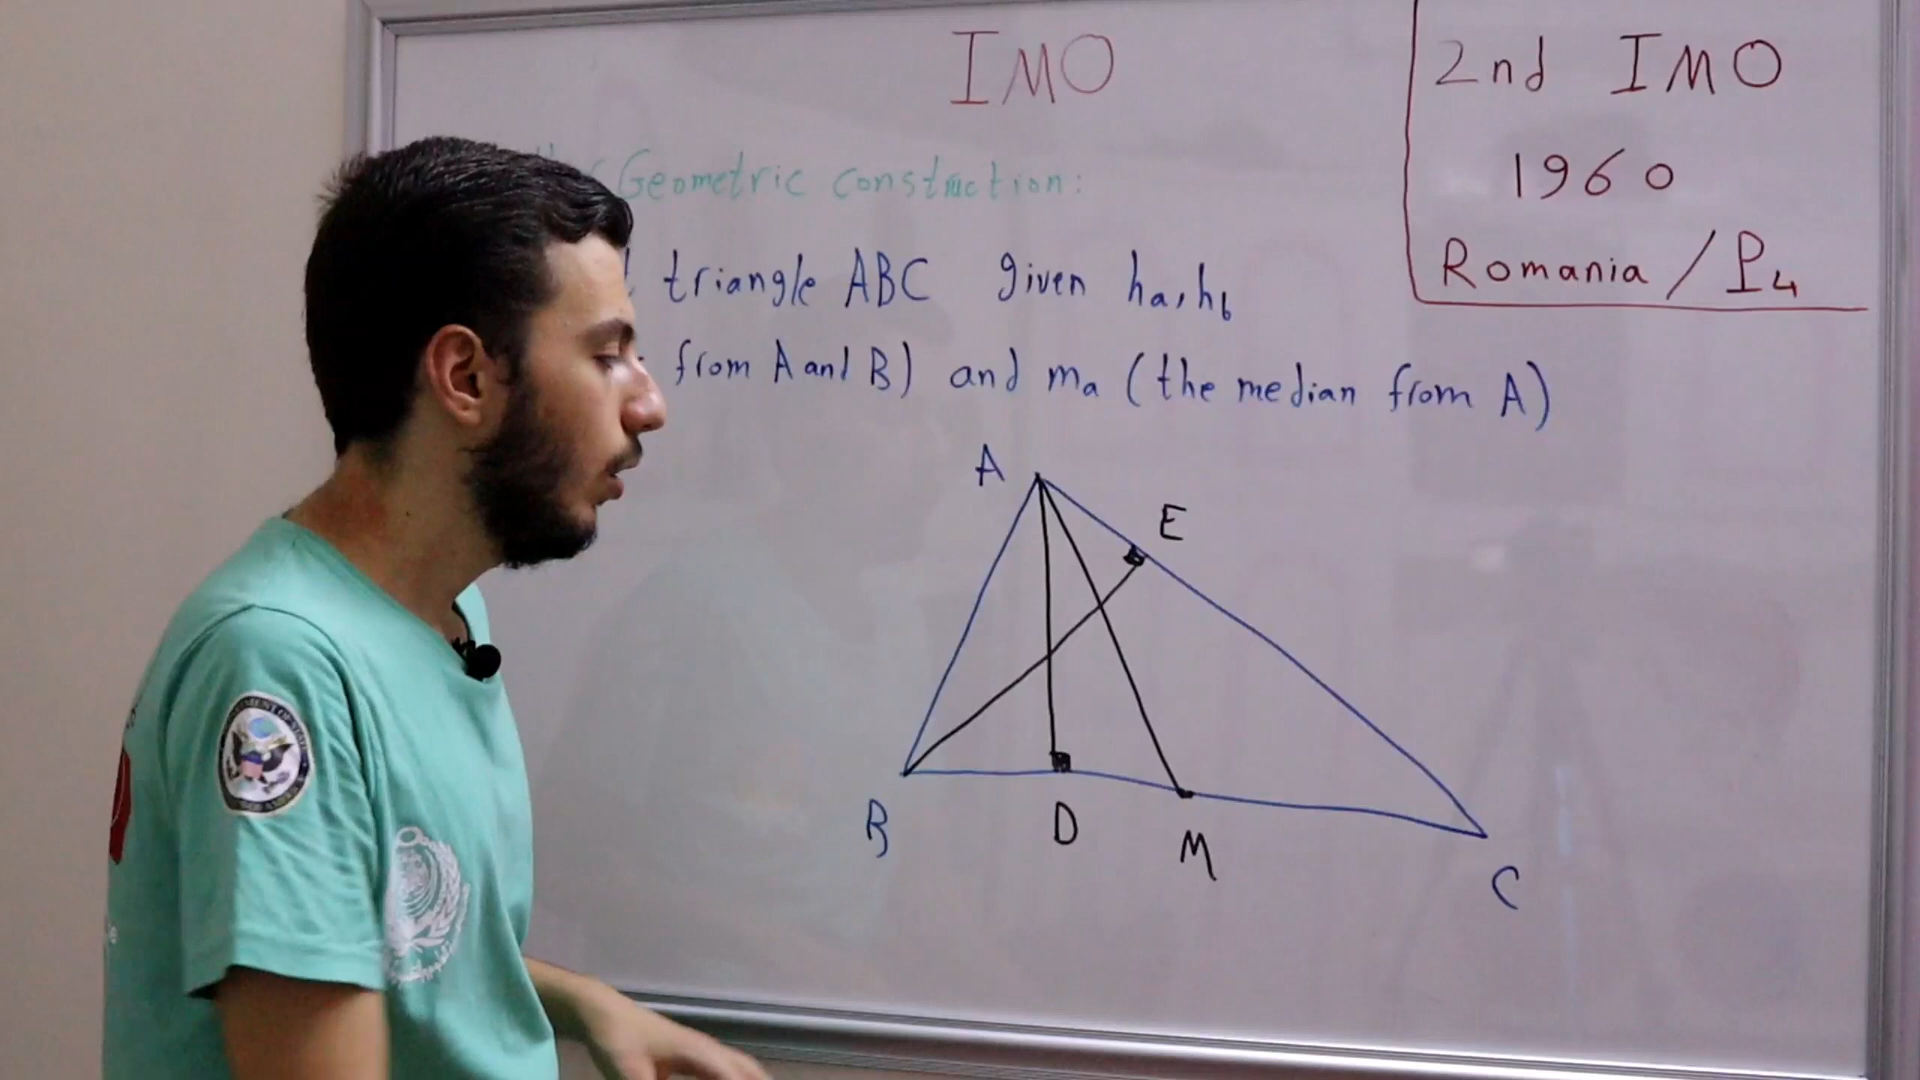 IMO
2nd IMO
1960
Romania / P4
Geometric construction:
triangle ABC given ha, hb
from A and B) and ma (the median from A)
A
E
B
D
M
C